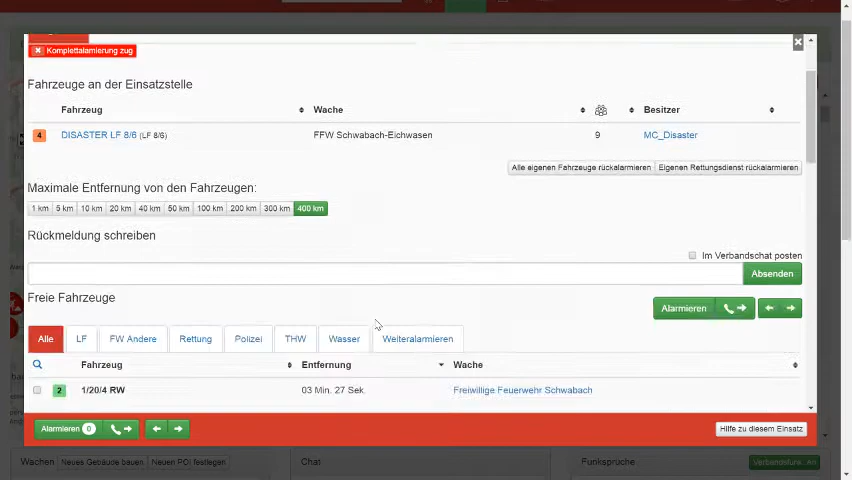 Komplettalamierung zug
Fahrzeuge an der Einsatzstelle
Fahrzeug Wache Besitzer
4 DISASTER LF 8/6 (LF 8/6) FFW Schwabach-Eichwasen 9 MC_Disaster
Alle eigenen Fahrzeuge rückalarmieren Eigenen Rettungsdienst rückalarmieren
Maximale Entfernung von den Fahrzeugen:
1 km 5 km 10 km 20 km 40 km 50 km 100 km 200 km 300 km 400 km
Rückmeldung schreiben
Im Verbandschat posten
Absenden
Freie Fahrzeuge
Alarmieren
Alle LF FW Andere Rettung Polizei THW Wasser Weiteralarmieren
Fahrzeug Entfernung Wache
2 1/20/4 RW 03 Min. 27 Sek. Freiwillige Feuerwehr Schwabach
Alarmieren 0 Hilfe zu diesem Einsatz
Wachen Neues Gebäude bauen Neuen POI festlegen Chat Funksprüche